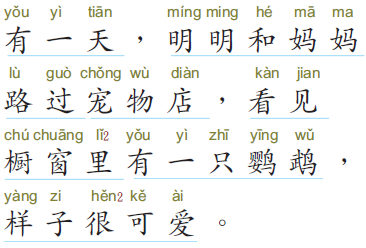 yǒu yì tiān míng ming hé mā ma
有一天，明明和妈妈
lù guò chǒng wù diàn kàn jian
路过宠物店，看见
chú chuāng lǐ2 yǒu yì zhī yīng wǔ
橱窗里有一只鹦鹉，
yàng zi hěn2 kě ài
样子很可爱。